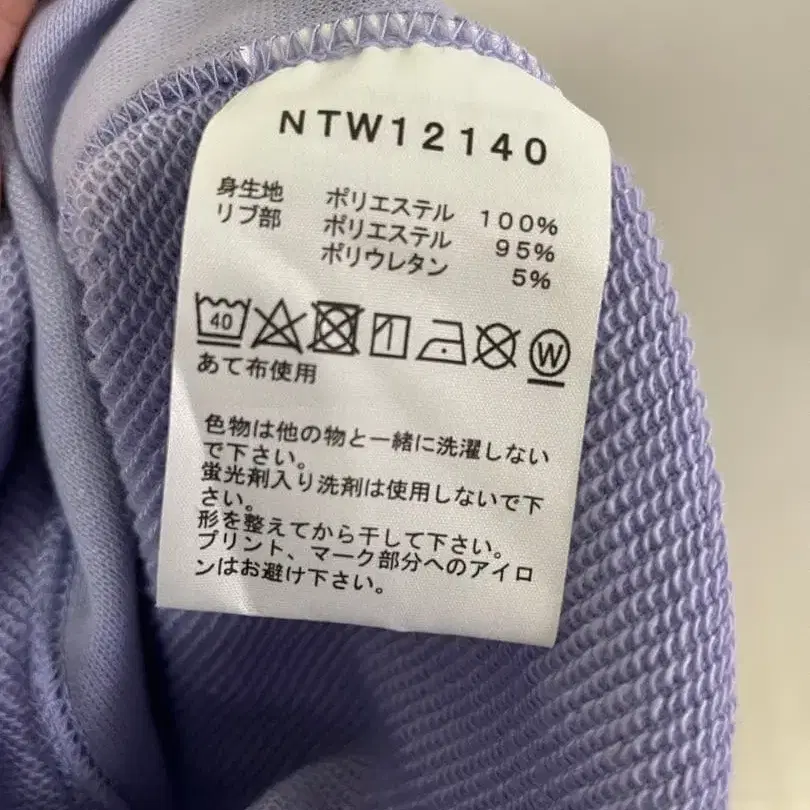 NTW12140
身生地 ポリエステル 100%
リブ部 ポリエステル 95%
ポリウレタン 5%
40 W
あて布使用
色物は他の物と一緒に洗濯しない
で下さい。
蛍光剤入り洗剤は使用しないで下
さい。
形を整えてから干して下さい。
プリント、マーク部分へのアイロ
ンはお避け下さい。